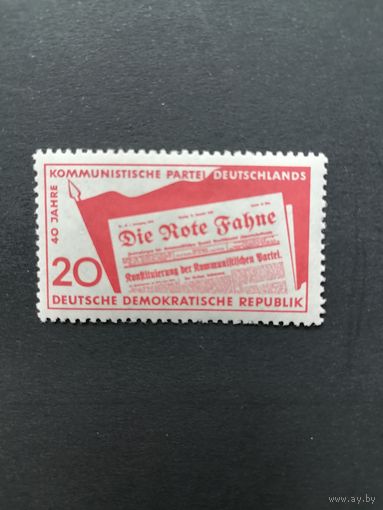 40 JAHRE
KOMMUNISTISCHE PARTEI DEUTSCHLANDS
Die Rote Fahne
Konstituierung der Kommunistischen Partei.
20
DEUTSCHE DEMOKRATISCHE REPUBLIK
www.ay.by